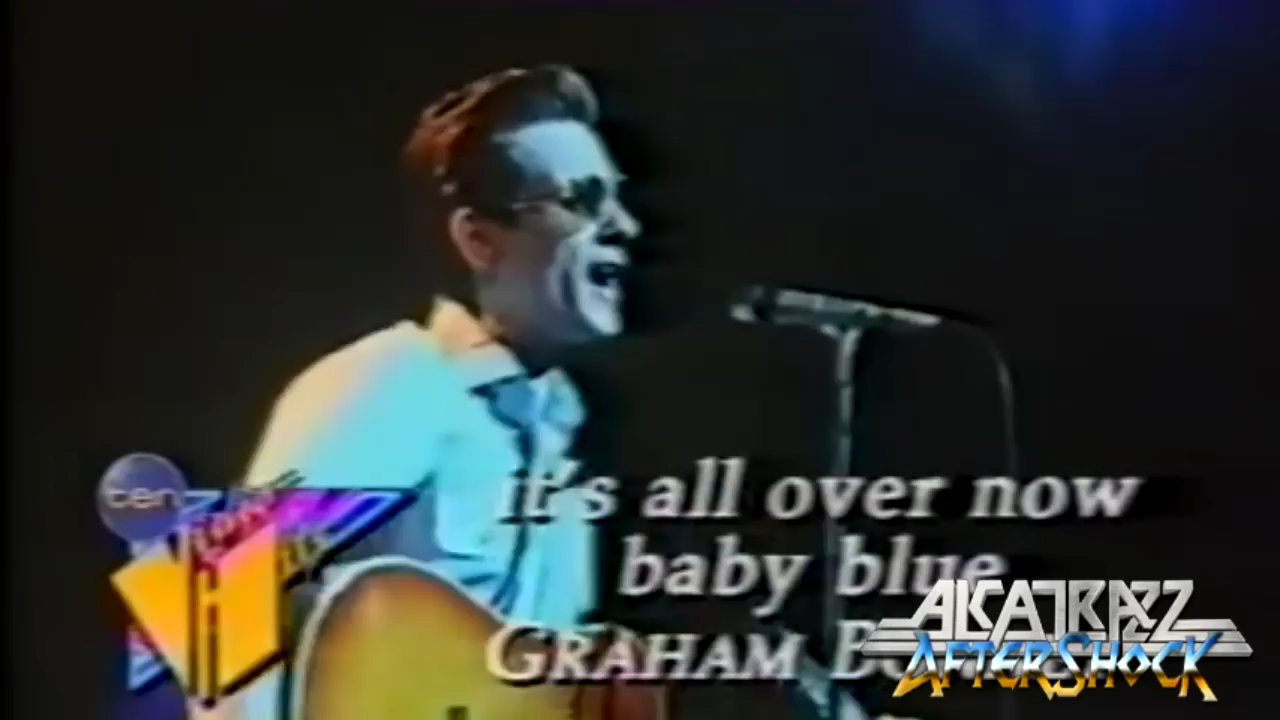 ten
it's all over now
baby blue
GRAHAM
ALCATRAZZ
AFTERSHOCK